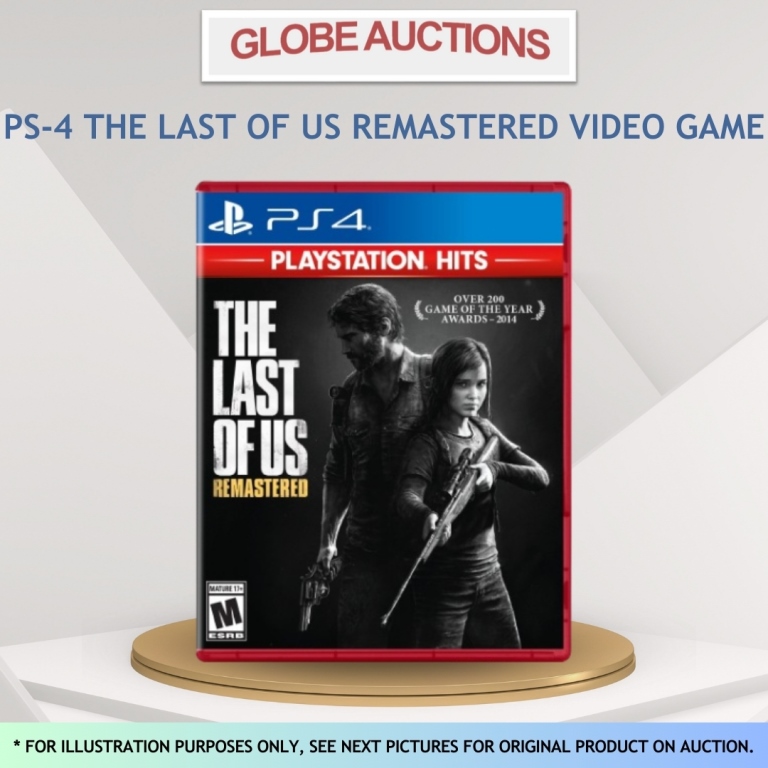 GLOBE AUCTIONS
PS-4 THE LAST OF US REMASTERED VIDEO GAME
PS4
PLAYSTATION HITS
OVER 200
GAME OF THE YEAR
AWARDS - 2014
THE
LAST
OF US
REMASTERED
MATURE 17+
M
ESRB
* FOR ILLUSTRATION PURPOSES ONLY, SEE NEXT PICTURES FOR ORIGINAL PRODUCT ON AUCTION.